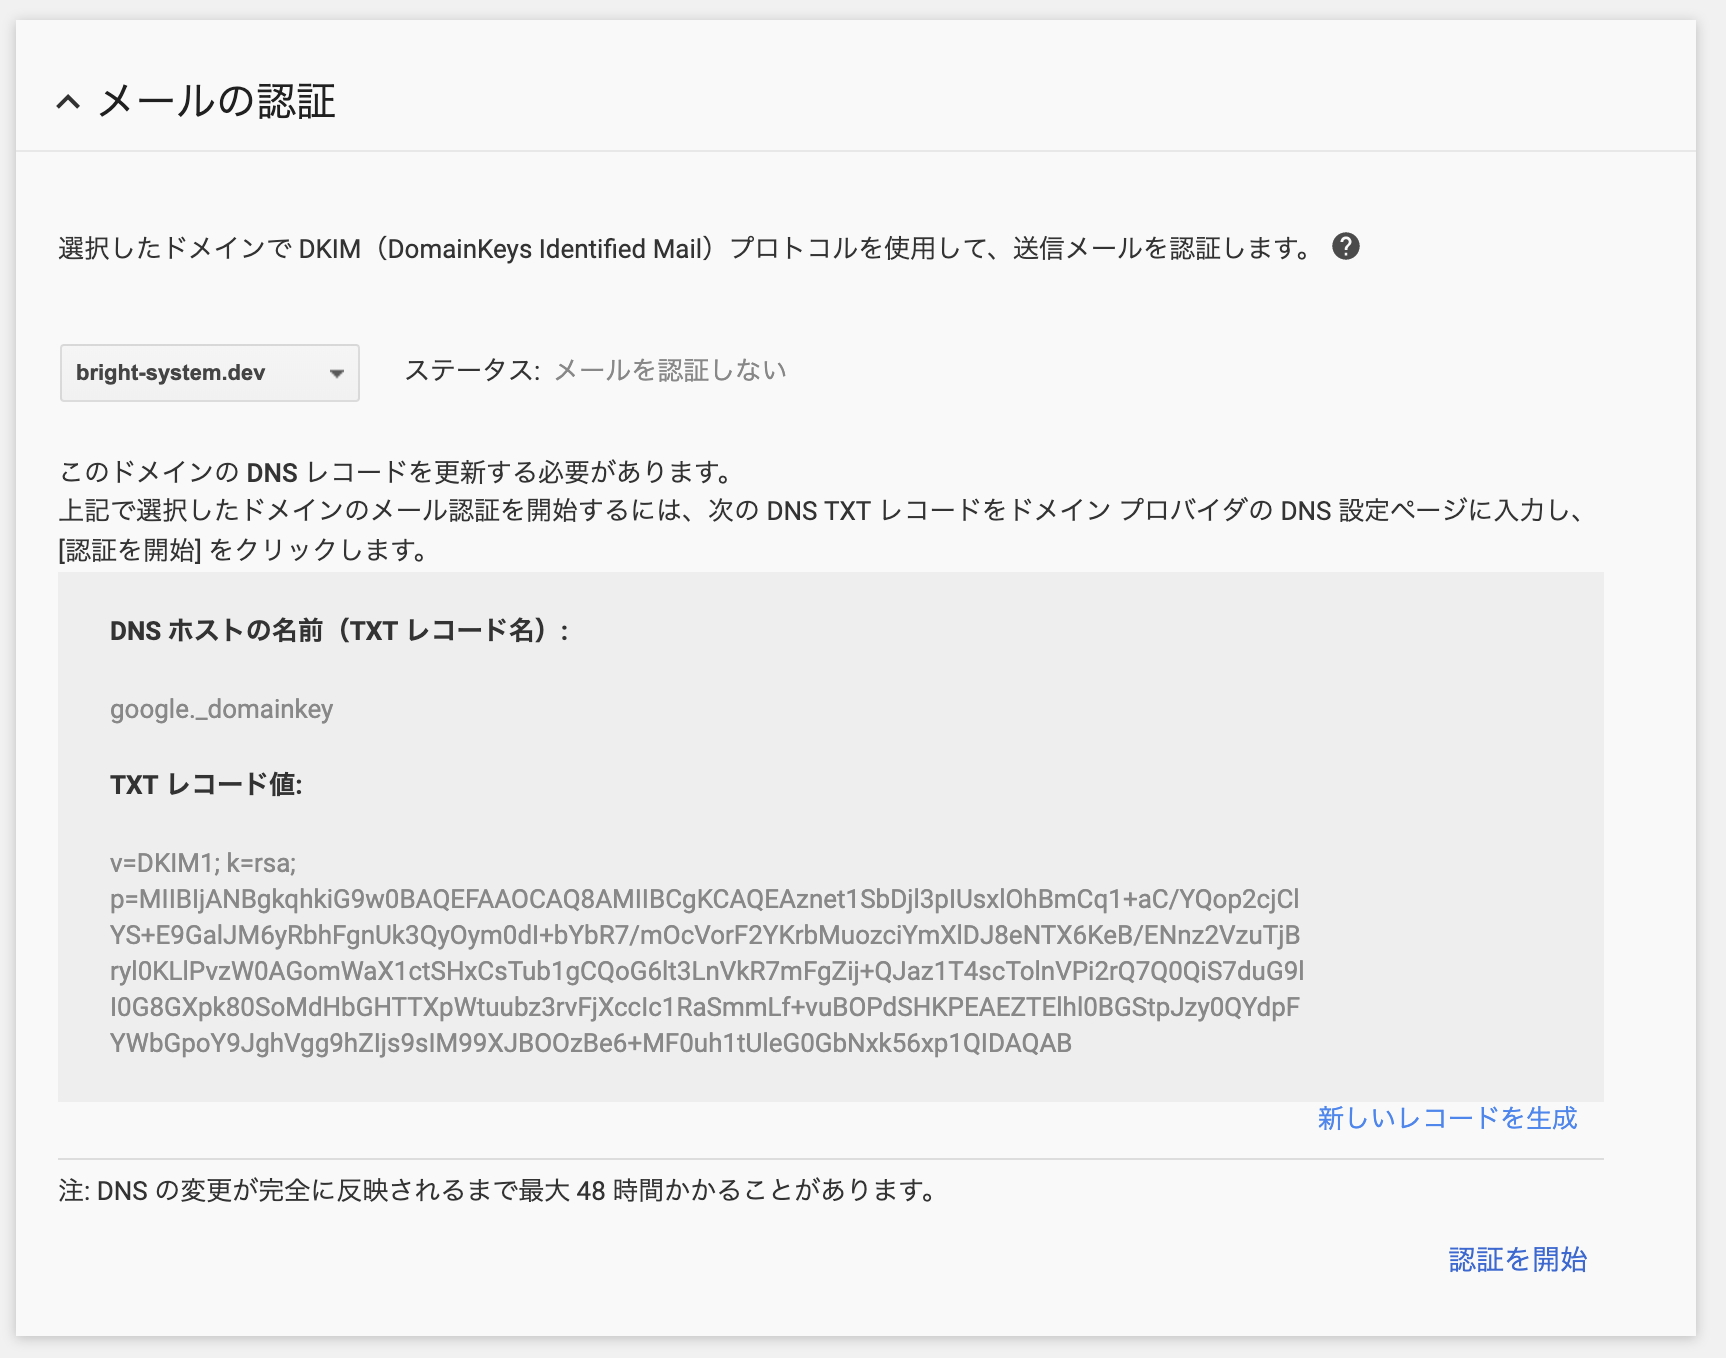 メールの認証
選択したドメインで DKIM（DomainKeys Identified Mail）プロトコルを使用して、送信メールを認証します。
bright-system.dev
ステータス: メールを認証しない
このドメインの DNS レコードを更新する必要があります。
上記で選択したドメインのメール認証を開始するには、次の DNS TXT レコードをドメイン プロバイダの DNS 設定ページに入力し、
[認証を開始] をクリックします。
DNS ホストの名前（TXT レコード名）:
google._domainkey
TXT レコード値:
v=DKIM1; k=rsa;
p=MIIBIjANBgkqhkiG9w0BAQEFAAOCAQ8AMIIBCgKCAQEAznet1SbDjl3pIUsxlOhBmCq1+aC/YQop2cjCl
YS+E9GalJM6yRbhFgnUk3QyOym0dI+bYbR7/mOcVorF2YKrbMuozciYmXlDJ8eNTX6KeB/ENnz2VzuTjB
ryl0KLlPvzW0AGomWaX1ctSHxCsTub1gCQoG6lt3LnVkR7mFgZij+QJaz1T4scTolnVPi2rQ7Q0QiS7duG9l
I0G8GXpk80SoMdHbGHTTXpWtuubz3rvFjXccIc1RaSmmLf+vuBOPdSHKPEAEZTElhl0BGStpJzy0QYdpF
YWbGpoY9JghVgg9hZIjs9sIM99XJBOOzBe6+MF0uh1tUleG0GbNxk56xp1QIDAQAB
新しいレコードを生成
注: DNS の変更が完全に反映されるまで最大 48 時間かかることがあります。
認証を開始